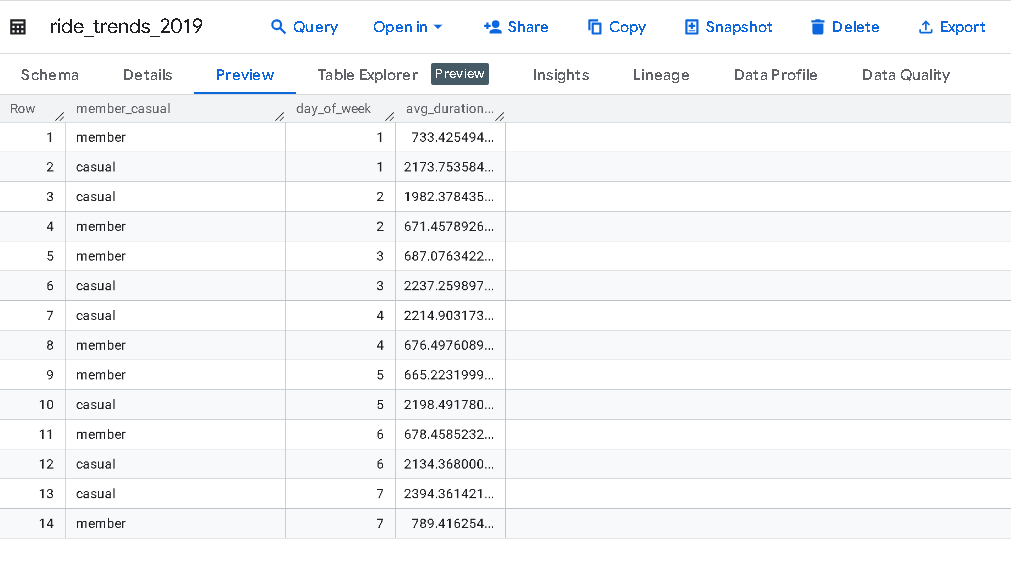 ride_trends_2019 Query Open in Share Copy Snapshot Delete Export
Schema Details Preview Table Explorer Preview Insights Lineage Data Profile Data Quality
Row member_casual day_of_week avg_duration...
1 member 1 733.425494...
2 casual 1 2173.753584...
3 casual 2 1982.378435...
4 member 2 671.4578926...
5 member 3 687.0763422...
6 casual 3 2237.259897...
7 casual 4 2214.903173...
8 member 4 676.4976089...
9 member 5 665.2231999...
10 casual 5 2198.491780...
11 member 6 678.4585232...
12 casual 6 2134.368000...
13 casual 7 2394.361421...
14 member 7 789.416254...